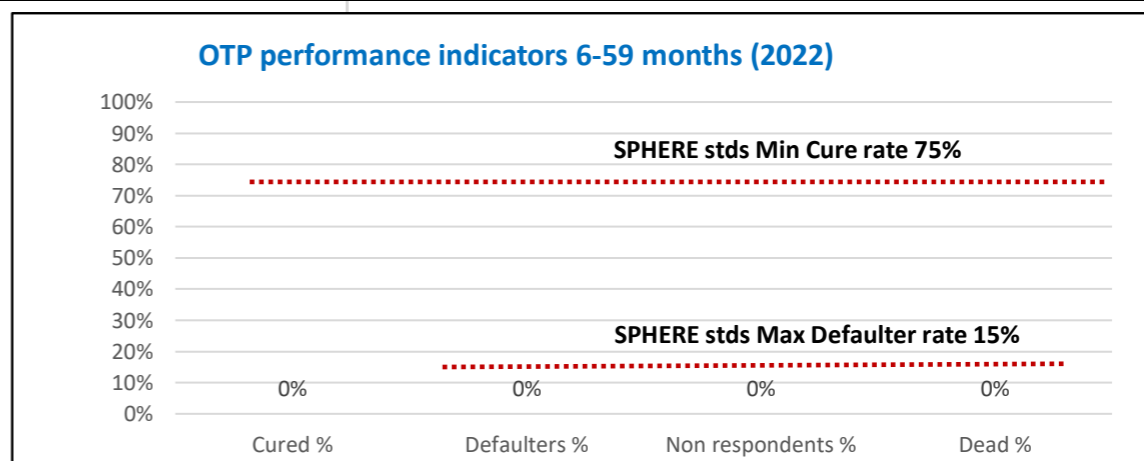 OTP performance indicators 6-59 months (2022)
100%
90%
SPHERE stds Min Cure rate 75%
80%
70%
60%
50%
40%
30%
SPHERE stds Max Defaulter rate 15%
20%
10%
0% 0% 0% 0%
0%
Cured % Defaulters % Non respondents % Dead %